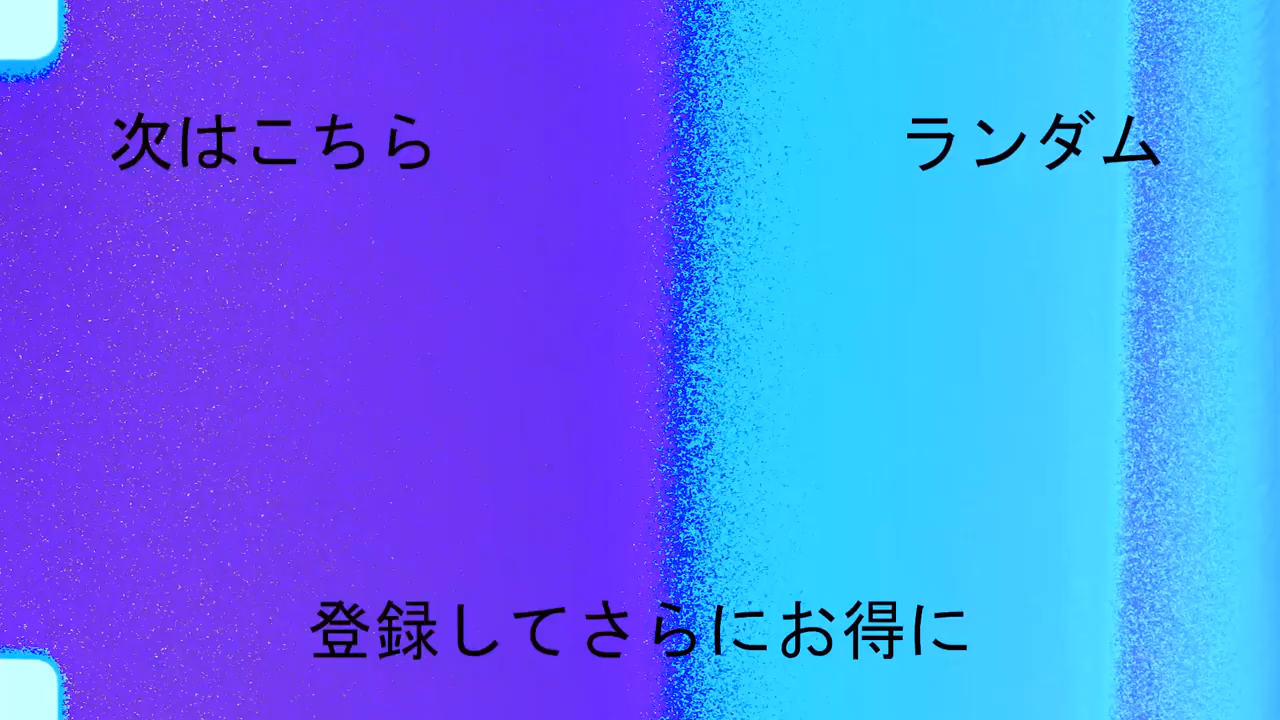 次はこちら
ランダム
登録してさらにお得に